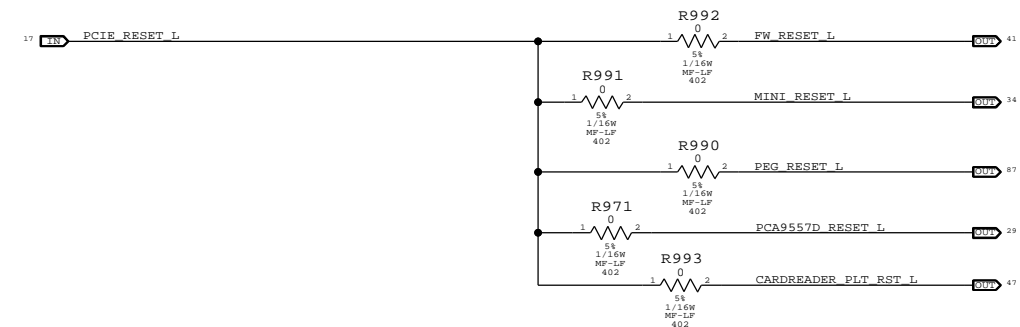 R992
17 IN PCIE_RESET_L 1 0 2 FW_RESET_L OUT 41
5%
1/16W
MF-LF
402
R991
1 0 2 MINI_RESET_L OUT 34
5%
1/16W
MF-LF
402
R990
1 0 2 PEG_RESET_L OUT 87
5%
1/16W
MF-LF
402
R971
1 0 2 PCA9557D_RESET_L OUT 29
5%
1/16W
MF-LF
402
R993
1 0 2 CARDREADER_PLT_RST_L OUT 47
5%
1/16W
MF-LF
402